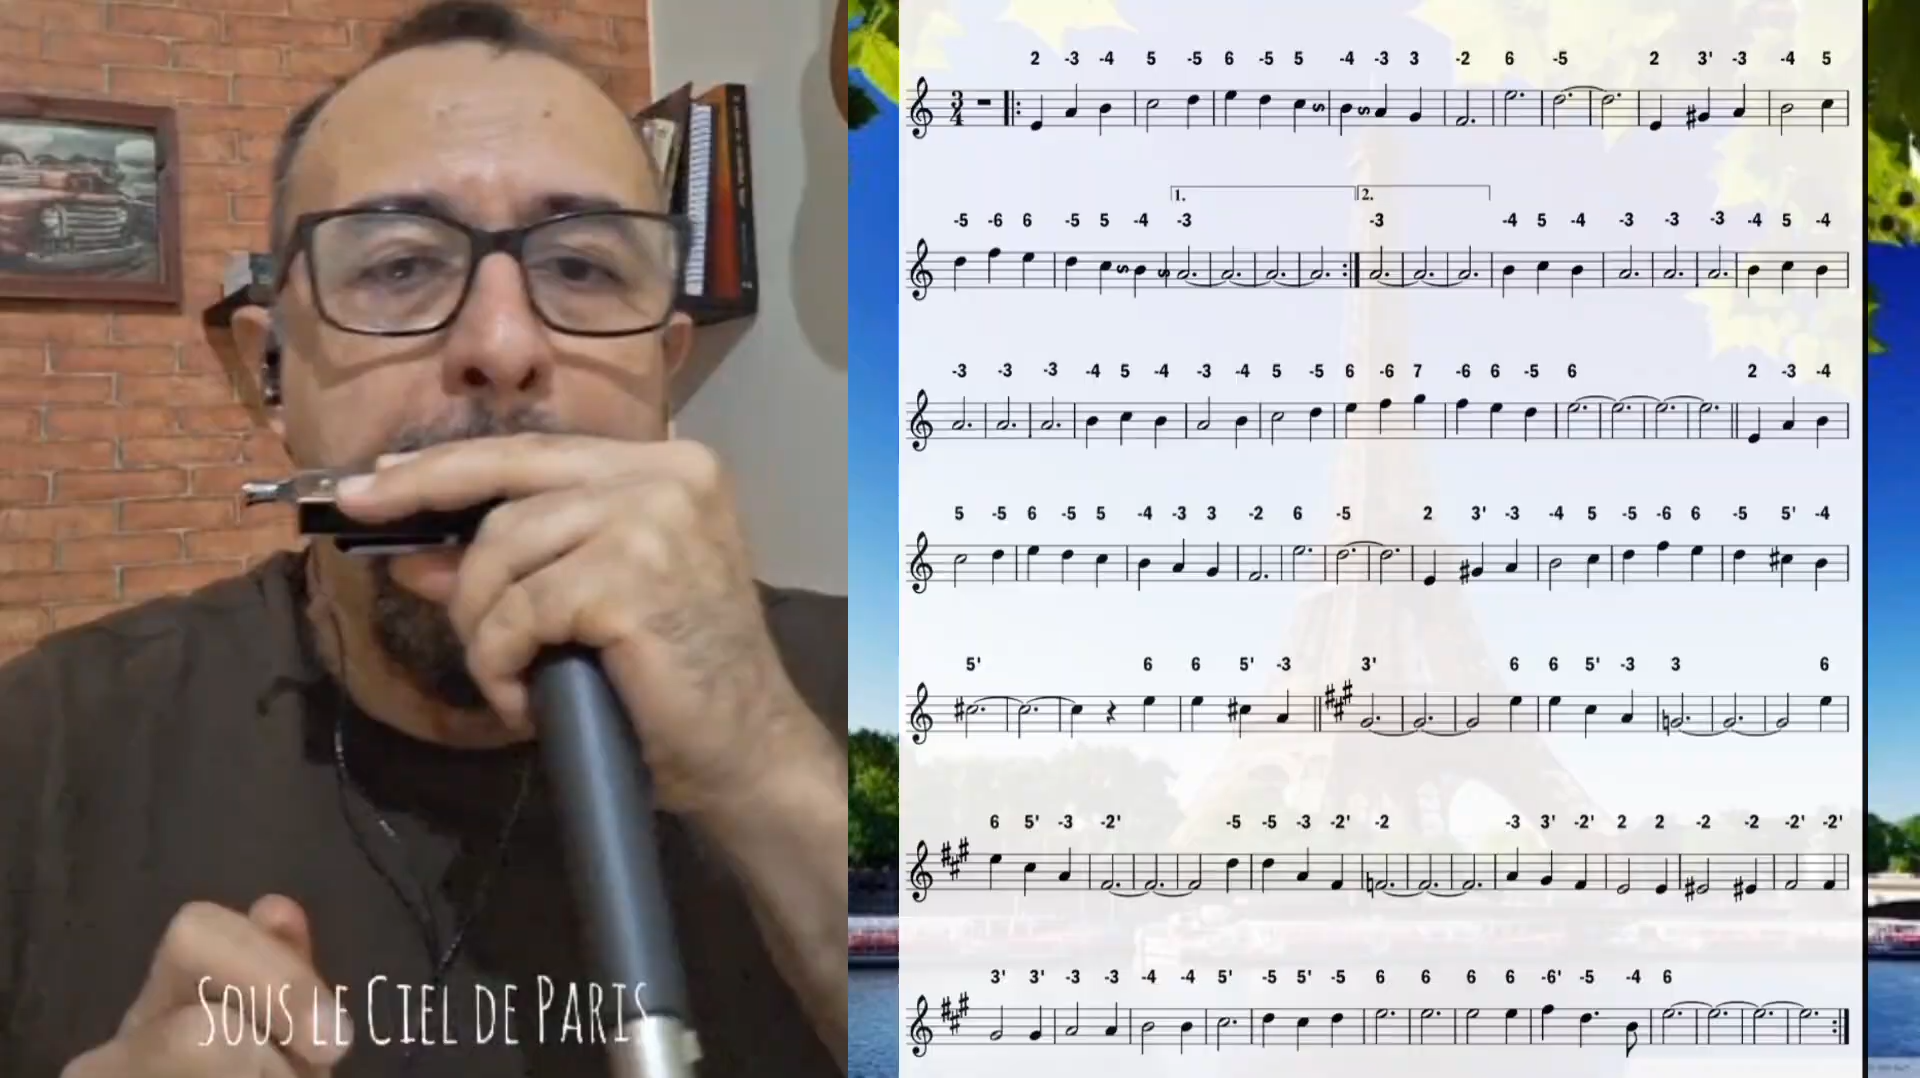 2 -3 -4 5 -5 6 -5 5 -4 -3 3 -2 6 -5 2 3' -3 -4 5
3
4
1. 2.
-5 -6 6 -5 5 -4 -3 -3 -4 5 -4 -3 -3 -3 -4 5 -4
-3 -3 -3 -4 5 -4 -3 -4 5 -5 6 -6 7 -6 6 -5 6 2 -3 -4
5 -5 6 -5 5 -4 -3 3 -2 6 -5 2 3' -3 -4 5 -5 -6 6 -5 5' -4
5' 6 6 5' -3 3' 6 6 5' -3 3 6
6 5' -3 -2' -5 -5 -3 -2' -2 -3 3' -2' 2 2 -2 -2 -2' -2'
3' 3' -3 -3 -4 -4 5' -5 5' -5 6 6 6 6 -6' -5 -4 6
SOUS LE CIEL DE PARIS